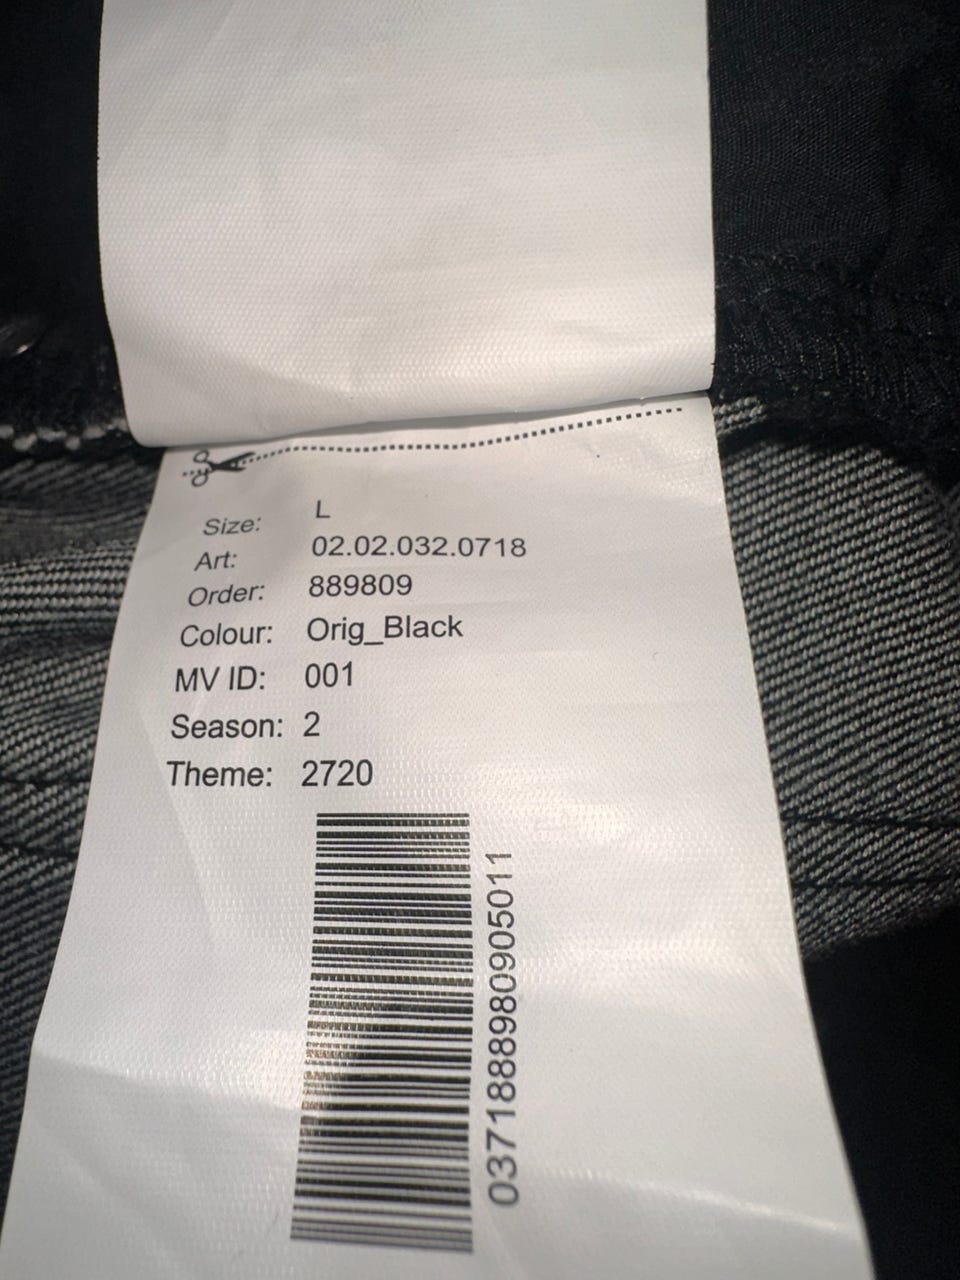 Size: L
Art: 02.02.032.0718
Order: 889809
Colour: Orig_Black
MV ID: 001
Season: 2
Theme: 2720
0371888980905011